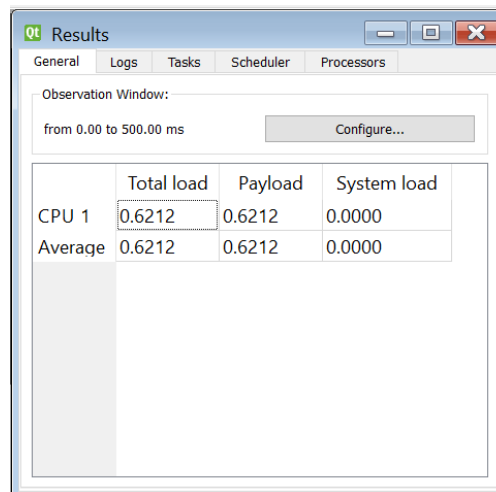 Qt Results
General Logs Tasks Scheduler Processors
Observation Window:
from 0.00 to 500.00 ms Configure...
Total load Payload System load
CPU 1 0.6212 0.6212 0.0000
Average 0.6212 0.6212 0.0000